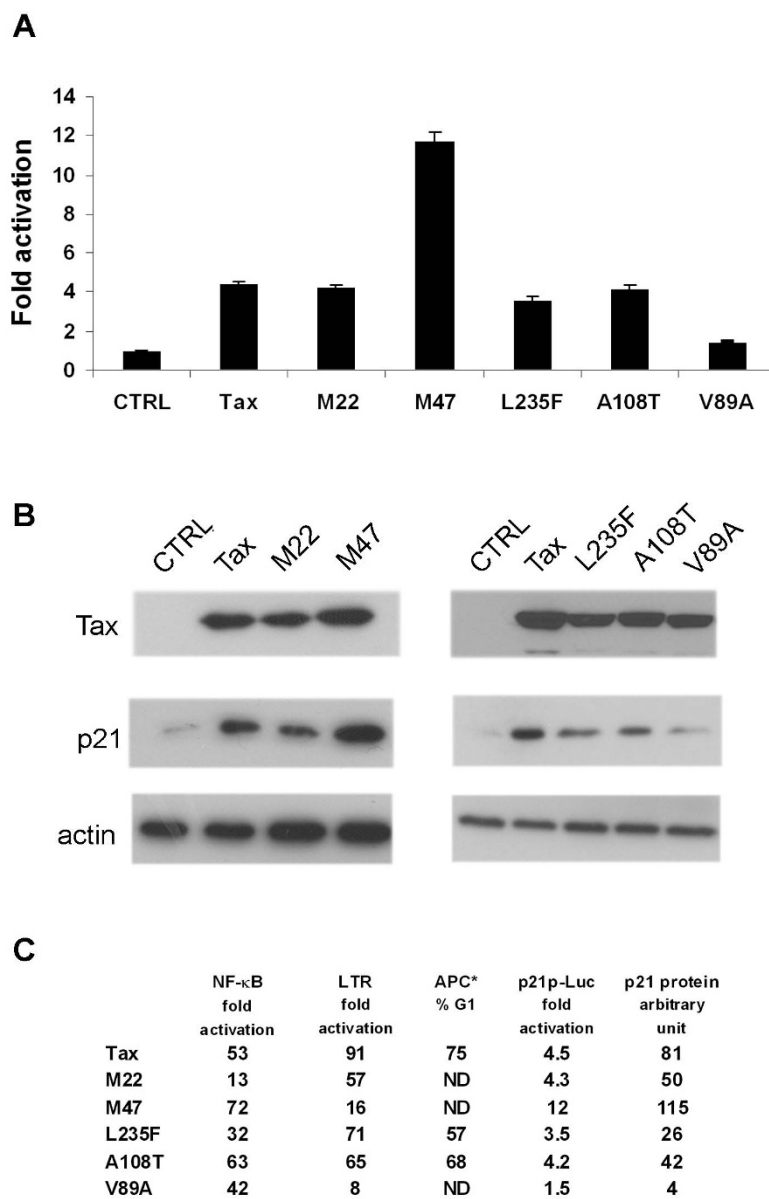 A
14
12
10
8
6
4
2
0
Fold activation
CTRL Tax M22 M47 L235F A108T V89A
B
CTRL Tax M22 M47 CTRL Tax L235F A108T V89A
Tax
p21
actin
C
NF-κB LTR APC* p21p-Luc p21 protein
fold fold % G1 fold arbitrary
activation activation activation unit
Tax 53 91 75 4.5 81
M22 13 57 ND 4.3 50
M47 72 16 ND 12 115
L235F 32 71 57 3.5 26
A108T 63 65 68 4.2 42
V89A 42 8 ND 1.5 4